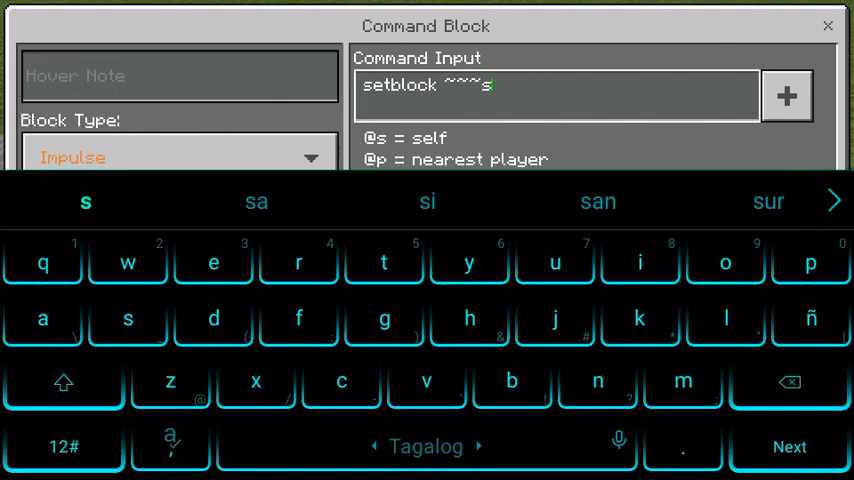 Command Block
×
Hover Note
Command Input
setblock ~~~s
+
Block Type:
@s = self
Impulse
@p = nearest player
s sa si san sur
1 2 3 4 5 6 7 8 9 0
q w e r t y u i o p
a s d f g h j k l ñ
\ _ ( - ) & # * " !
z x c v b n m
@ / - ' : ? ;
12# a , Tagalog . Next